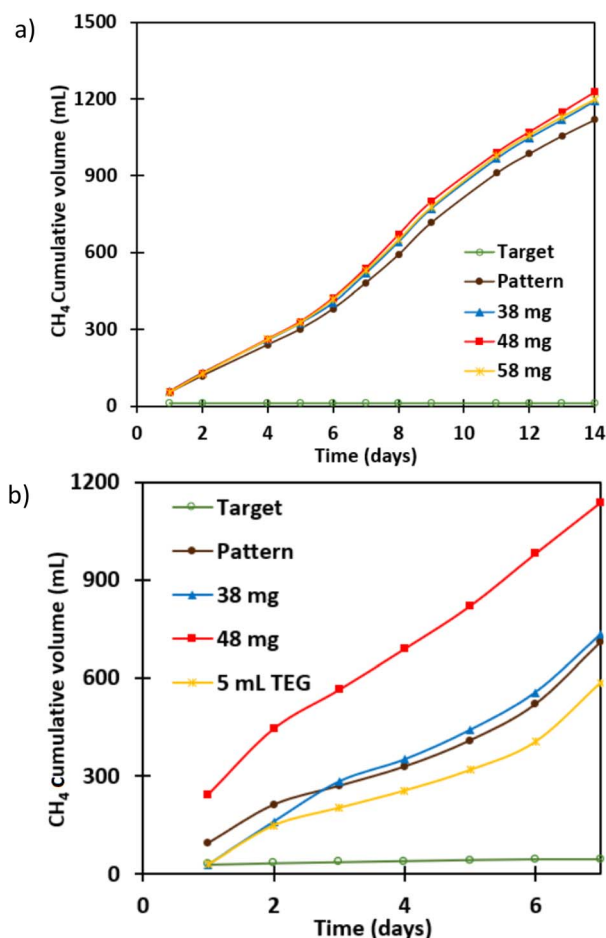 a)
CH4 Cumulative volume (mL)
1500
1200
900
600
300
0
Target
Pattern
38 mg
48 mg
58 mg
0 2 4 6 8 10 12 14
Time (days)
b)
CH4 cumulative volume (mL)
1200
900
600
300
0
Target
Pattern
38 mg
48 mg
5 mL TEG
0 2 4 6
Time (days)